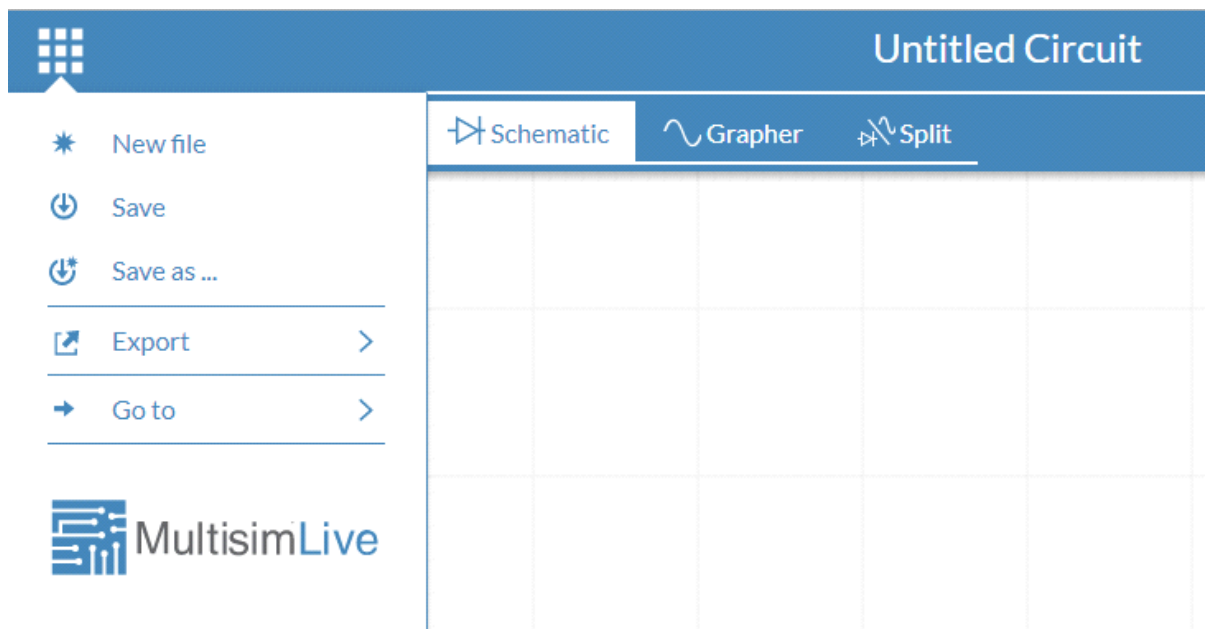 Untitled Circuit
New file
Save
Save as ...
Export
Go to
MultisimLive
Schematic
Grapher
Split